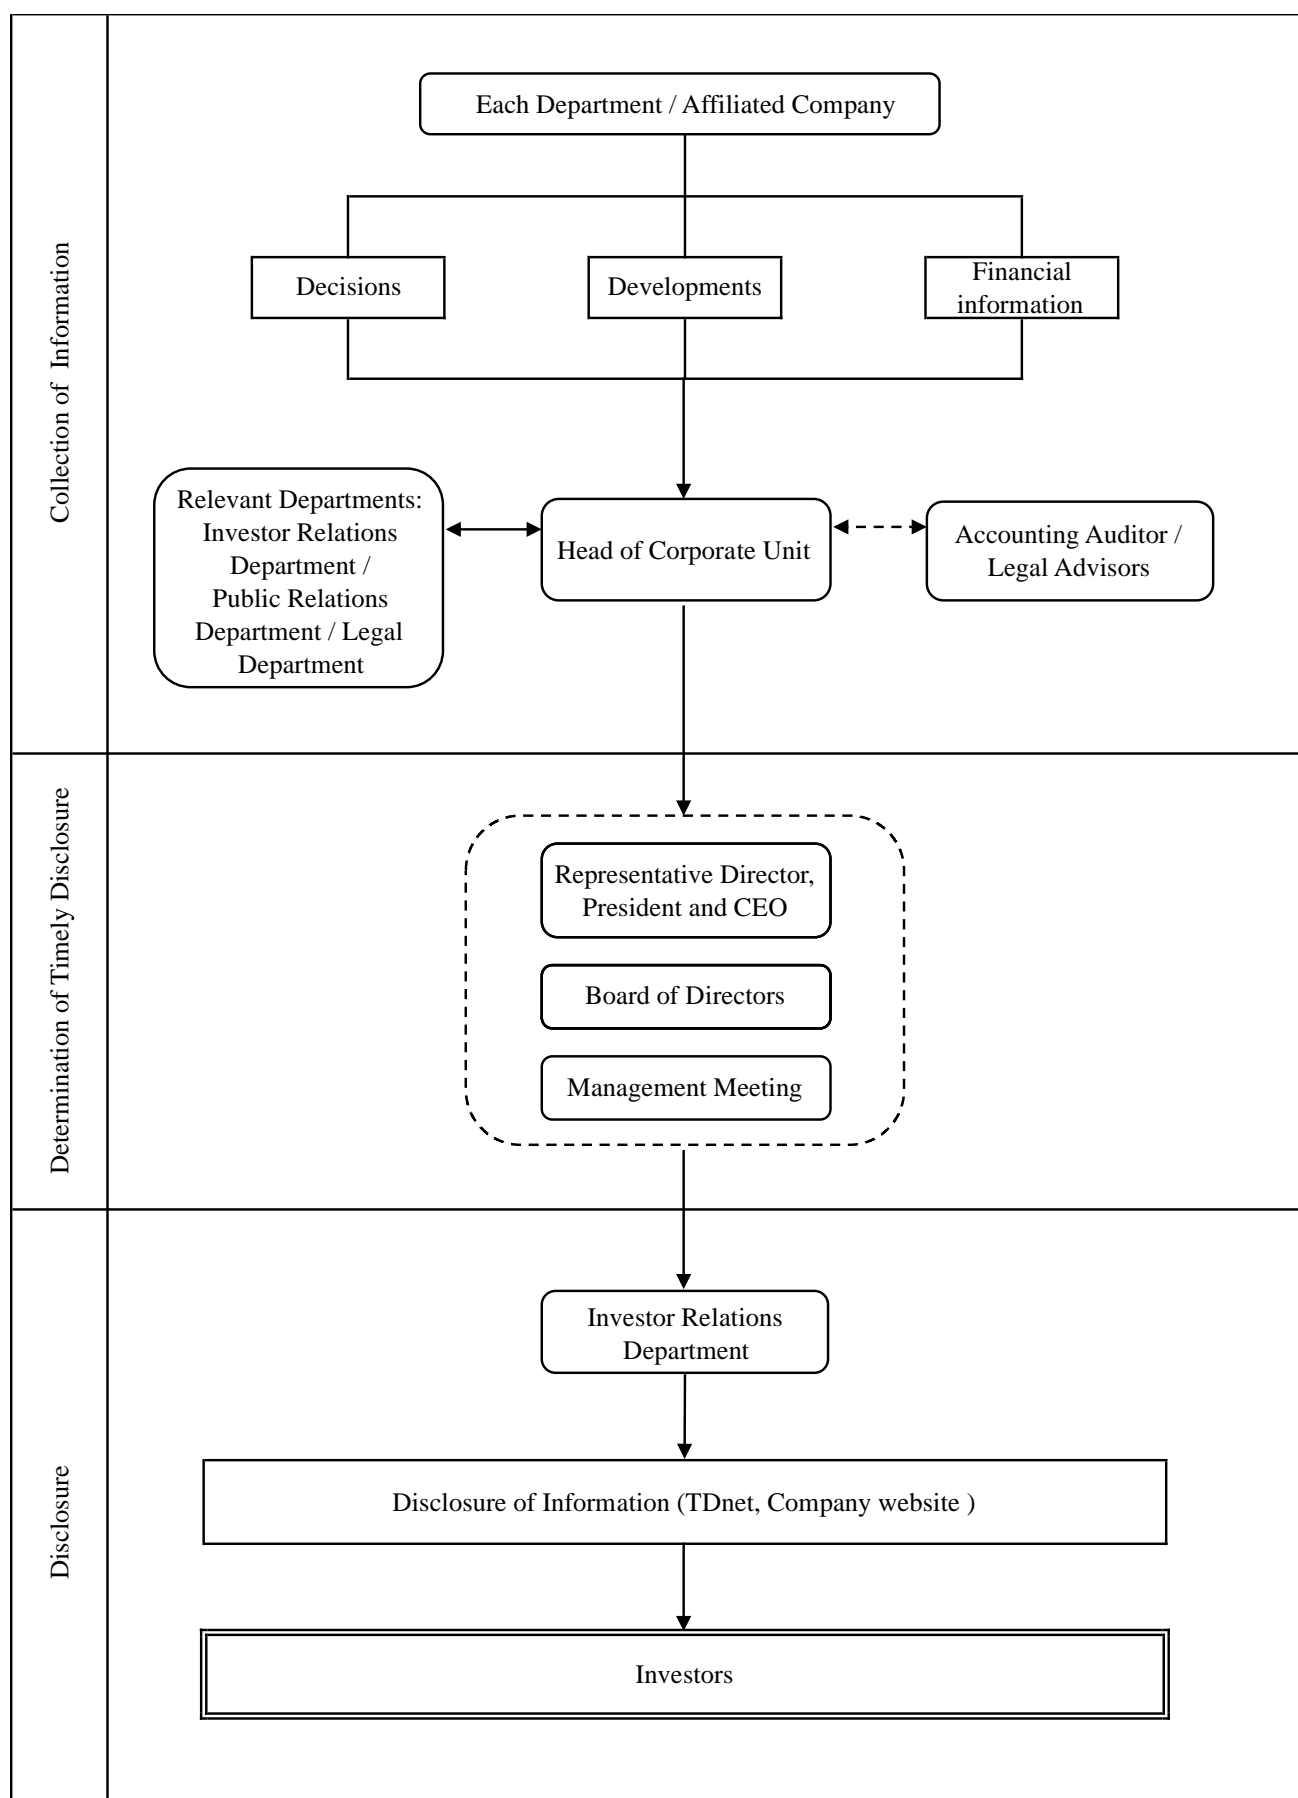 Collection of Information
Each Department / Affiliated Company
Decisions
Developments
Financial
information
Relevant Departments:
Investor Relations
Department /
Public Relations
Department / Legal
Department
Head of Corporate Unit
Accounting Auditor /
Legal Advisors
Determination of Timely Disclosure
Representative Director,
President and CEO
Board of Directors
Management Meeting
Disclosure
Investor Relations
Department
Disclosure of Information (TDnet, Company website )
Investors